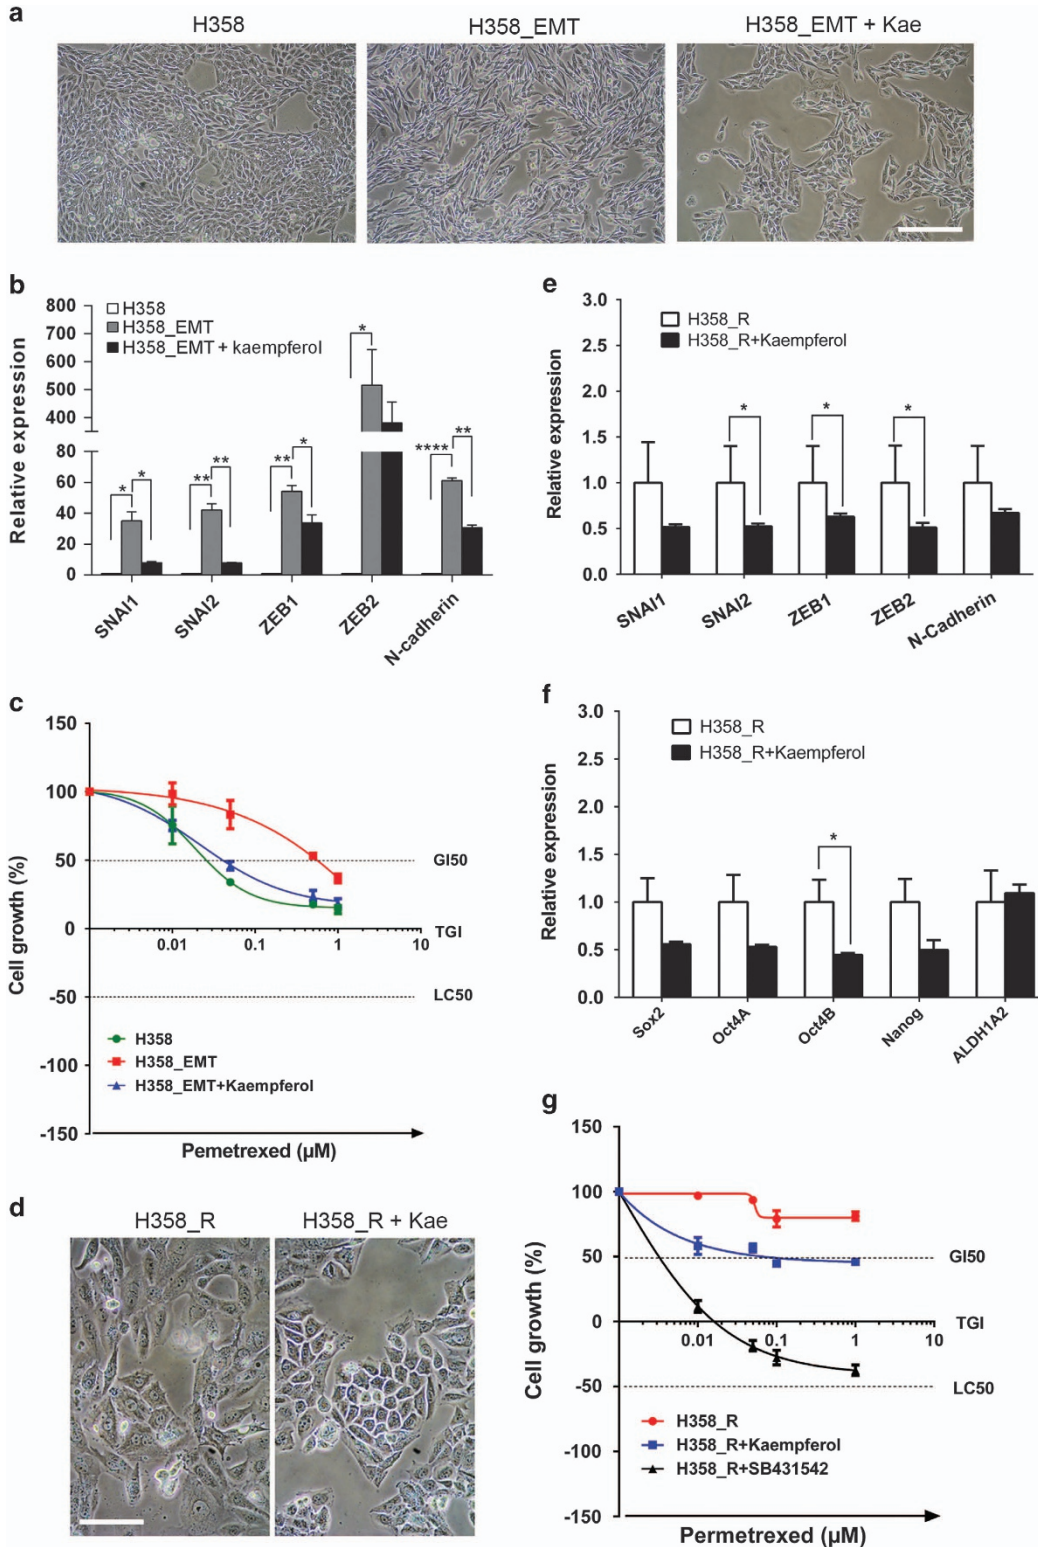 a
H358
H358_EMT
H358_EMT + Kae
b
H358
H358_EMT
H358_EMT + kaempferol
Relative expression
800
700
600
500
400
80
60
40
20
0
*
*
**
**
**
*
*
****
**
SNAI1
SNAI2
ZEB1
ZEB2
N-cadherin
e
H358_R
H358_R+Kaempferol
Relative expression
3.0
2.5
2.0
1.5
1.0
0.5
0.0
*
*
*
SNAI1
SNAI2
ZEB1
ZEB2
N-Cadherin
c
Cell growth (%)
150
100
50
0
-50
-100
-150
GI50
TGI
LC50
0.01
0.1
1
10
H358
H358_EMT
H358_EMT+Kaempferol
Pemetrexed (µM)
f
H358_R
H358_R+Kaempferol
Relative expression
3.0
2.5
2.0
1.5
1.0
0.5
0.0
*
Sox2
Oct4A
Oct4B
Nanog
ALDH1A2
d
H358_R
H358_R + Kae
g
Cell growth (%)
150
100
50
0
-50
-100
-150
GI50
TGI
LC50
0.01
0.1
1
10
H358_R
H358_R+Kaempferol
H358_R+SB431542
Permetrexed (µM)